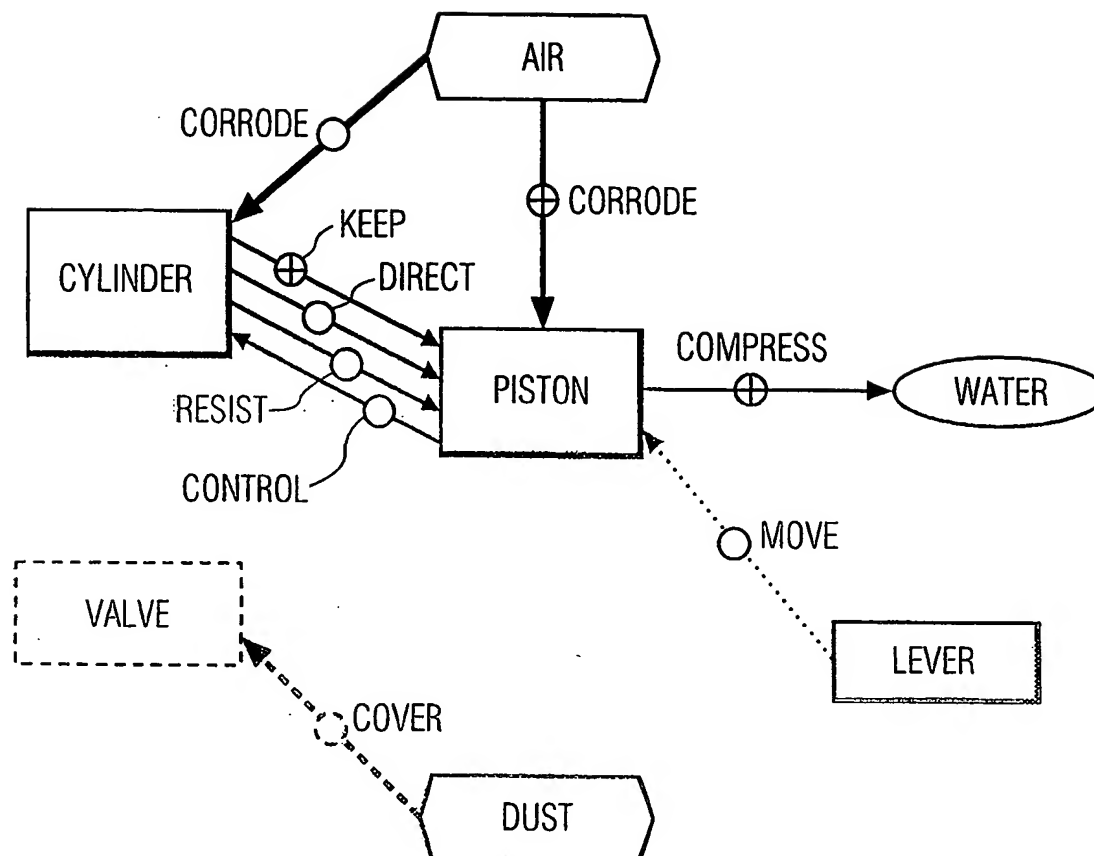 AIR
CORRODE
CORRODE
KEEP
CYLINDER
DIRECT
COMPRESS
PISTON
WATER
RESIST
CONTROL
MOVE
VALVE
LEVER
COVER
DUST